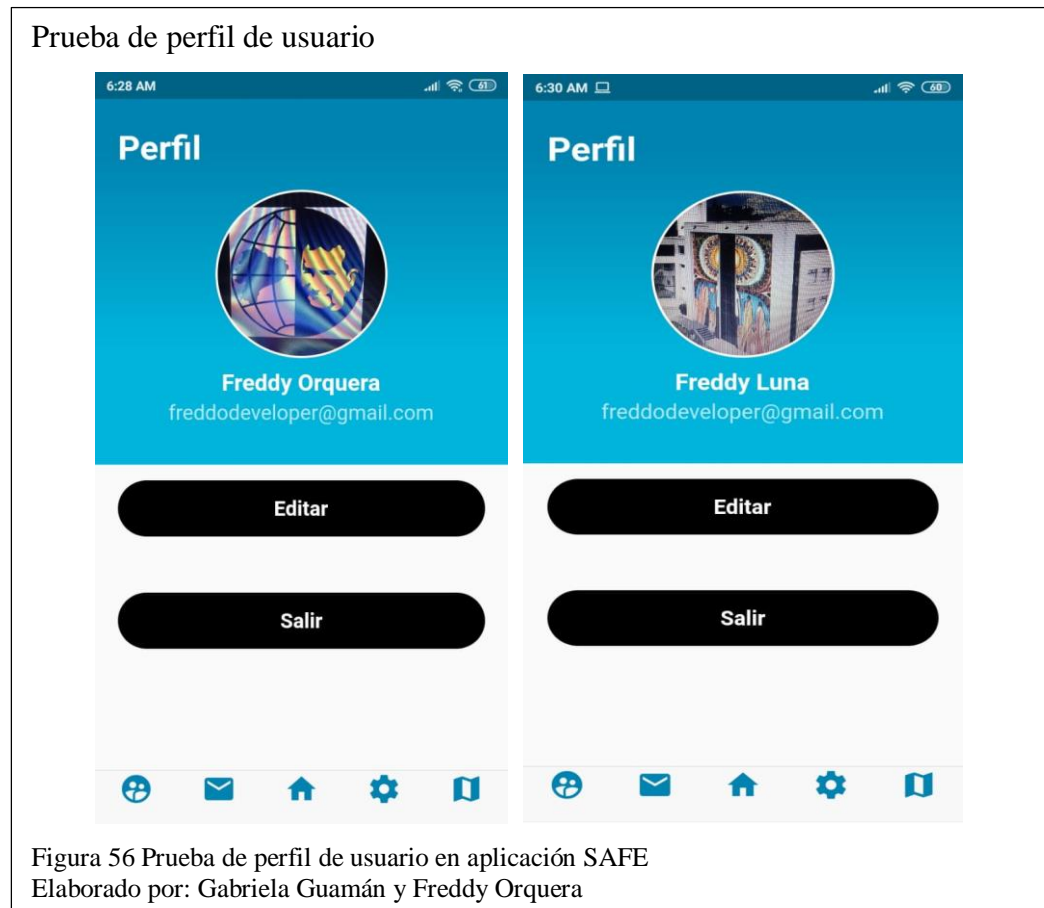 Prueba de perfil de usuario
6:28 AM
61
Perfil
Freddy Orquera
freddodeveloper@gmail.com
Editar
Salir
6:30 AM
60
Perfil
Freddy Luna
freddodeveloper@gmail.com
Editar
Salir
Figura 56 Prueba de perfil de usuario en aplicación SAFE
Elaborado por: Gabriela Guamán y Freddy Orquera